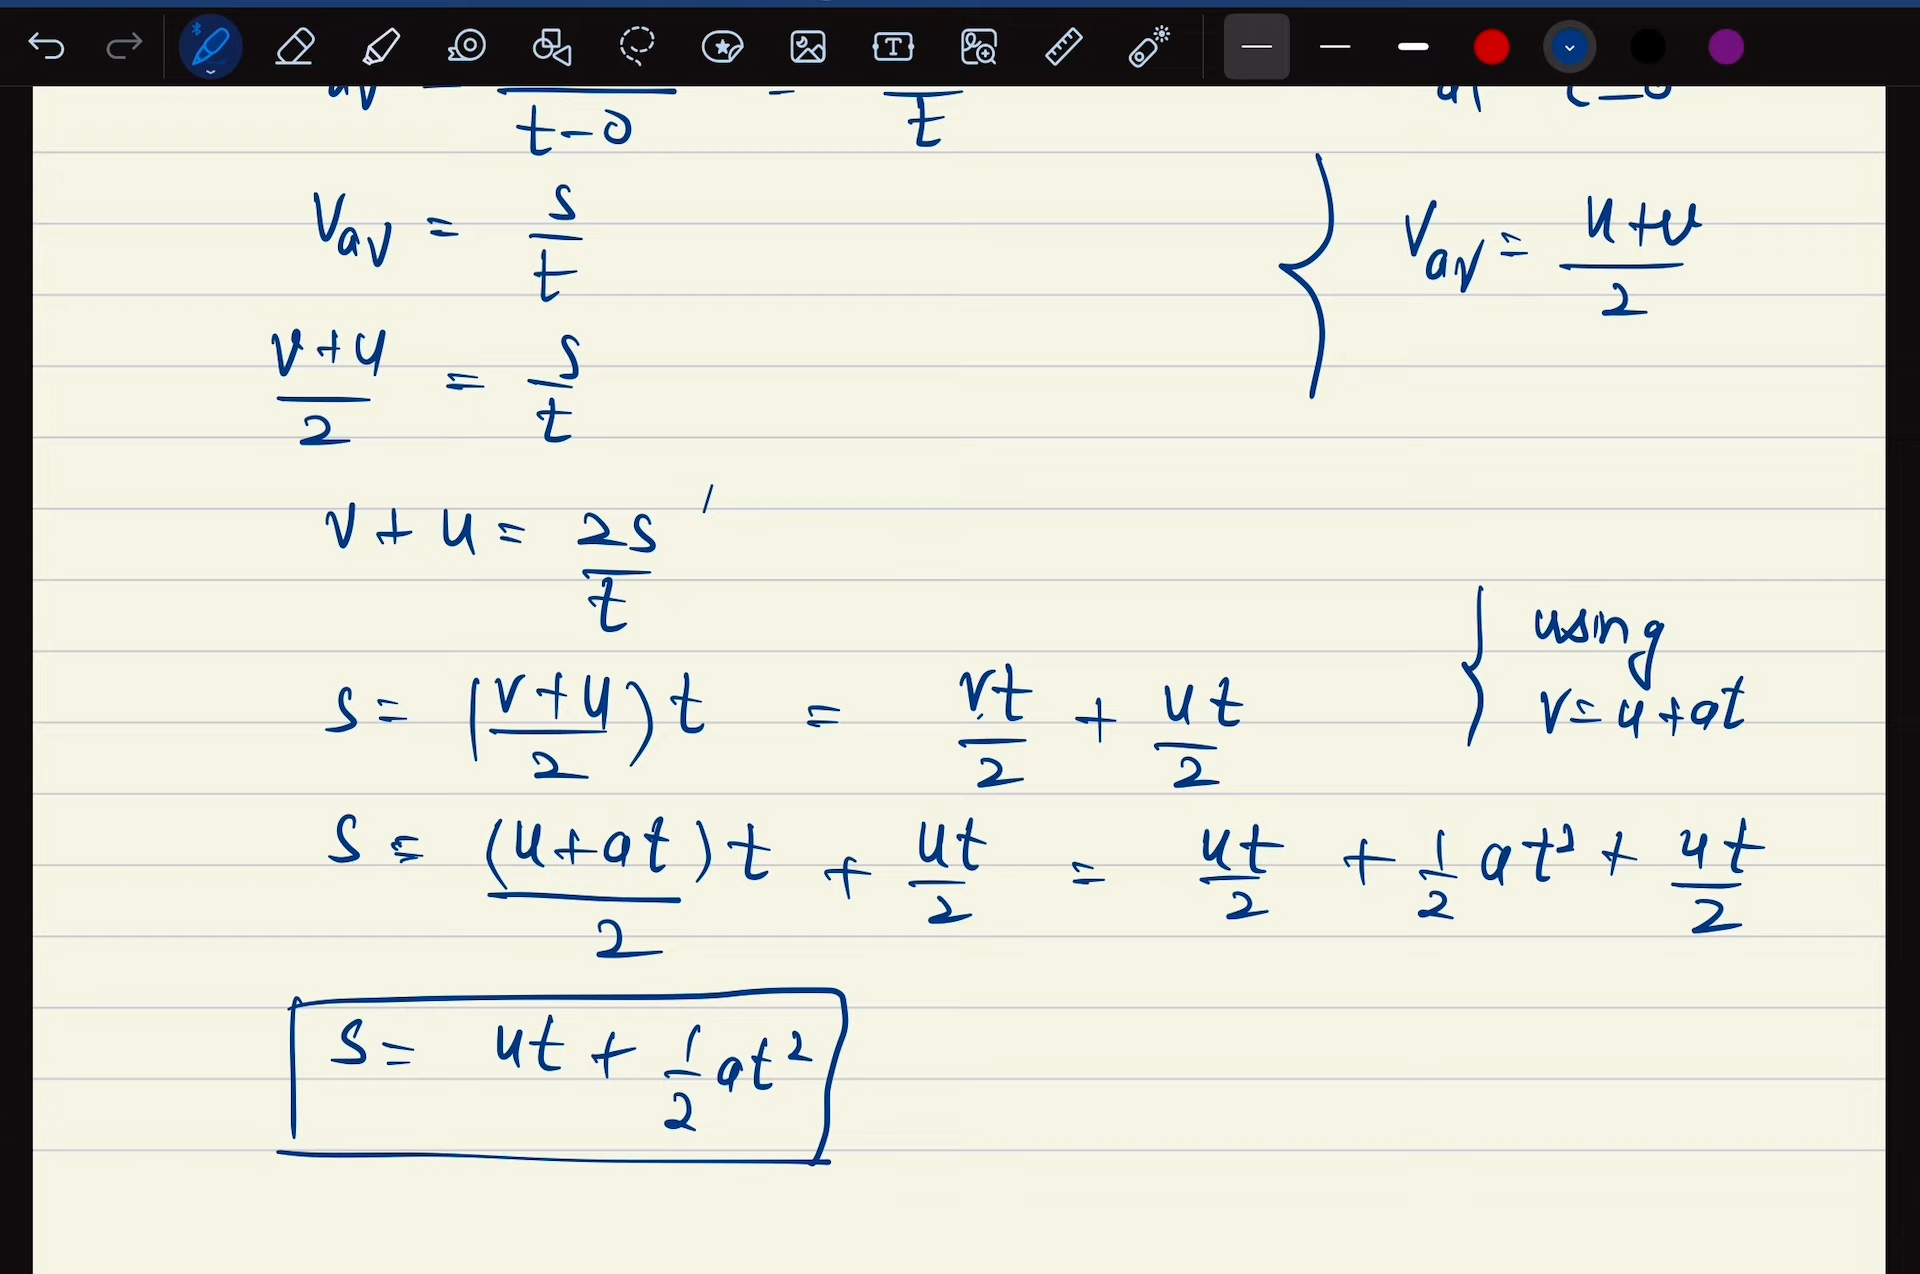 t-0 t
Vav = s/t
Vav = (u+v)/2
(v+u)/2 = s/t
v + u = 2s/t
using
v = u + at
s = ((v+u)/2) t = vt/2 + ut/2
s = (u+at)t/2 + ut/2 = ut/2 + 1/2 at² + ut/2
s = ut + 1/2 at²